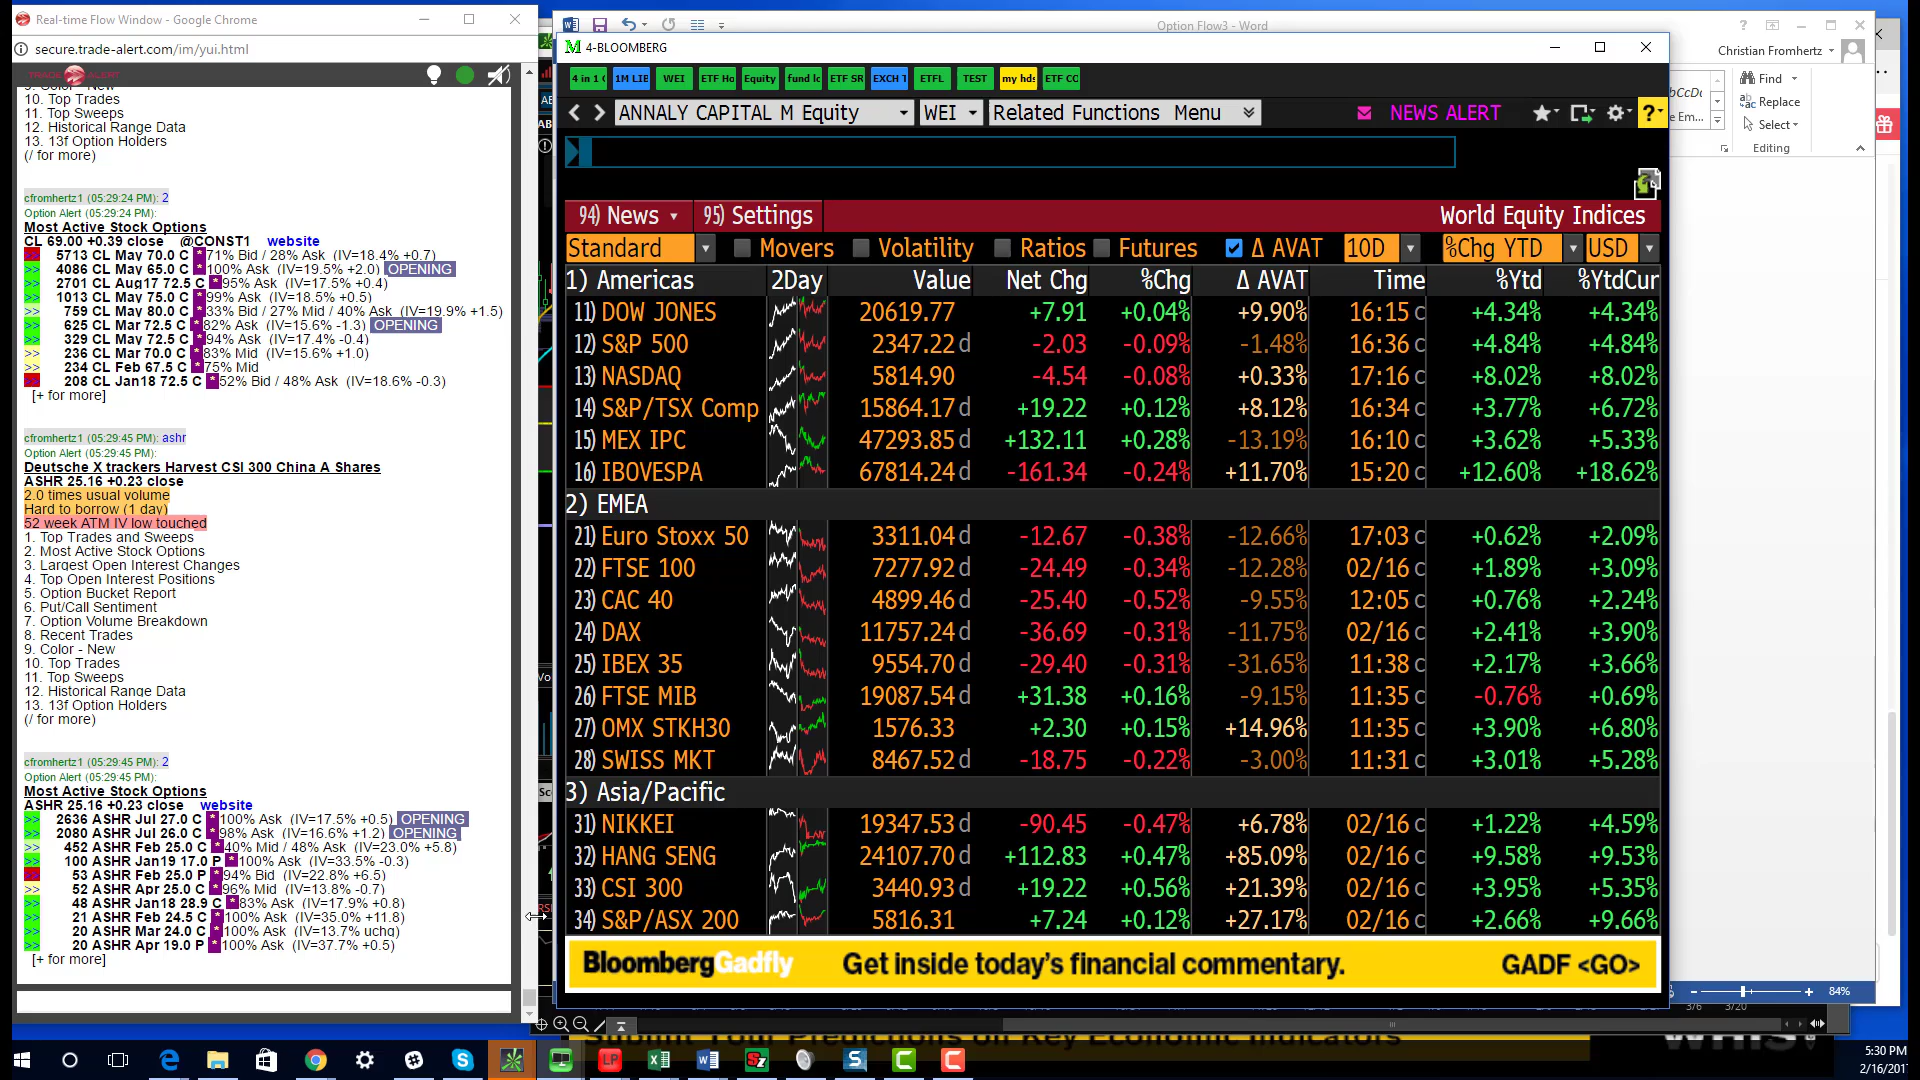 Real-time Flow Window - Google Chrome
secure.trade-alert.com/im/yui.html
TRADE ALERT
9. Color - New
10. Top Trades
11. Top Sweeps
12. Historical Range Data
13. 13f Option Holders
(/ for more)
cfromhertz1 (05:29:24 PM): 2
Option Alert (05:29:24 PM):
Most Active Stock Options
CL 69.00 +0.39 close @CONST1 website
>> 5713 CL May 70.0 C * 71% Bid / 28% Ask (IV=18.4% +0.7)
>> 4086 CL May 65.0 C * 100% Ask (IV=19.5% +2.0) OPENING
>> 2701 CL Aug17 72.5 C * 95% Ask (IV=17.5% +0.4)
>> 1013 CL May 75.0 C * 99% Ask (IV=18.5% +0.5)
>> 759 CL May 80.0 C * 33% Bid / 27% Mid / 40% Ask (IV=19.9% +1.5)
>> 625 CL Mar 72.5 C * 82% Ask (IV=15.6% -1.3) OPENING
>> 329 CL May 72.5 C * 94% Ask (IV=17.4% -0.4)
>> 236 CL Mar 70.0 C * 83% Mid (IV=15.6% +1.0)
>> 234 CL Feb 67.5 C * 75% Mid
>> 208 CL Jan18 72.5 C * 52% Bid / 48% Ask (IV=18.6% -0.3)
[+ for more]
cfromhertz1 (05:29:45 PM): ashr
Option Alert (05:29:45 PM):
Deutsche X trackers Harvest CSI 300 China A Shares
ASHR 25.16 +0.23 close
2.0 times usual volume
Hard to borrow (1 day)
52 week ATM IV low touched
1. Top Trades and Sweeps
2. Most Active Stock Options
3. Largest Open Interest Changes
4. Top Open Interest Positions
5. Option Bucket Report
6. Put/Call Sentiment
7. Option Volume Breakdown
8. Recent Trades
9. Color - New
10. Top Trades
11. Top Sweeps
12. Historical Range Data
13. 13f Option Holders
(/ for more)
cfromhertz1 (05:29:45 PM): 2
Option Alert (05:29:45 PM):
Most Active Stock Options
ASHR 25.16 +0.23 close website
>> 2636 ASHR Jul 27.0 C * 100% Ask (IV=17.5% +0.5) OPENING
>> 2080 ASHR Jul 26.0 C * 98% Ask (IV=16.6% +1.2) OPENING
>> 452 ASHR Feb 25.0 C * 40% Mid / 48% Ask (IV=23.0% +5.8)
>> 100 ASHR Jan19 17.0 P * 100% Ask (IV=33.5% -0.3)
>> 53 ASHR Feb 25.0 P * 94% Bid (IV=22.8% +6.5)
>> 52 ASHR Apr 25.0 C * 96% Mid (IV=13.8% -0.7)
>> 48 ASHR Jan18 28.9 C * 83% Ask (IV=17.9% +0.8)
>> 21 ASHR Feb 24.5 C * 100% Ask (IV=35.0% +11.8)
>> 20 ASHR Mar 24.0 C * 100% Ask (IV=13.7% uchg)
>> 20 ASHR Apr 19.0 P * 100% Ask (IV=37.7% +0.5)
[+ for more]
Option Flow3 - Word
Christian Fromhertz
Find
Replace
Select
Editing
4-BLOOMBERG
4 in 1 1M LIB WEI ETF Ho Equity fund lc ETF SR EXCH T ETFL TEST my hds ETF CO
ANNALY CAPITAL M Equity WEI Related Functions Menu NEWS ALERT
94) News 95) Settings World Equity Indices
Standard Movers Volatility Ratios Futures Δ AVAT 10D %Chg YTD USD
1) Americas 2Day Value Net Chg %Chg Δ AVAT Time %Ytd %YtdCur
11) DOW JONES 20619.77 +7.91 +0.04% +9.90% 16:15 c +4.34% +4.34%
12) S&P 500 2347.22 d -2.03 -0.09% -1.48% 16:36 c +4.84% +4.84%
13) NASDAQ 5814.90 -4.54 -0.08% +0.33% 17:16 c +8.02% +8.02%
14) S&P/TSX Comp 15864.17 d +19.22 +0.12% +8.12% 16:34 c +3.77% +6.72%
15) MEX IPC 47293.85 d +132.11 +0.28% -13.19% 16:10 c +3.62% +5.33%
16) IBOVESPA 67814.24 d -161.34 -0.24% +11.70% 15:20 c +12.60% +18.62%
2) EMEA
21) Euro Stoxx 50 3311.04 d -12.67 -0.38% -12.66% 17:03 c +0.62% +2.09%
22) FTSE 100 7277.92 d -24.49 -0.34% -12.28% 02/16 c +1.89% +3.09%
23) CAC 40 4899.46 d -25.40 -0.52% -9.55% 12:05 c +0.76% +2.24%
24) DAX 11757.24 d -36.69 -0.31% -11.75% 02/16 c +2.41% +3.90%
25) IBEX 35 9554.70 d -29.40 -0.31% -31.65% 11:38 c +2.17% +3.66%
26) FTSE MIB 19087.54 d +31.38 +0.16% -9.15% 11:35 c -0.76% +0.69%
27) OMX STKH30 1576.33 +2.30 +0.15% +14.96% 11:35 c +3.90% +6.80%
28) SWISS MKT 8467.52 d -18.75 -0.22% -3.00% 11:31 c +3.01% +5.28%
3) Asia/Pacific
31) NIKKEI 19347.53 d -90.45 -0.47% +6.78% 02/16 c +1.22% +4.59%
32) HANG SENG 24107.70 d +112.83 +0.47% +85.09% 02/16 c +9.58% +9.53%
33) CSI 300 3440.93 d +19.22 +0.56% +21.39% 02/16 c +3.95% +5.35%
34) S&P/ASX 200 5816.31 +7.24 +0.12% +27.17% 02/16 c +2.66% +9.66%
BloombergGadfly Get inside today's financial commentary. GADF <GO>
84%
3/6 3/20
Submit Your Predictions on Key Economic Indicators
5:30 PM
2/16/201